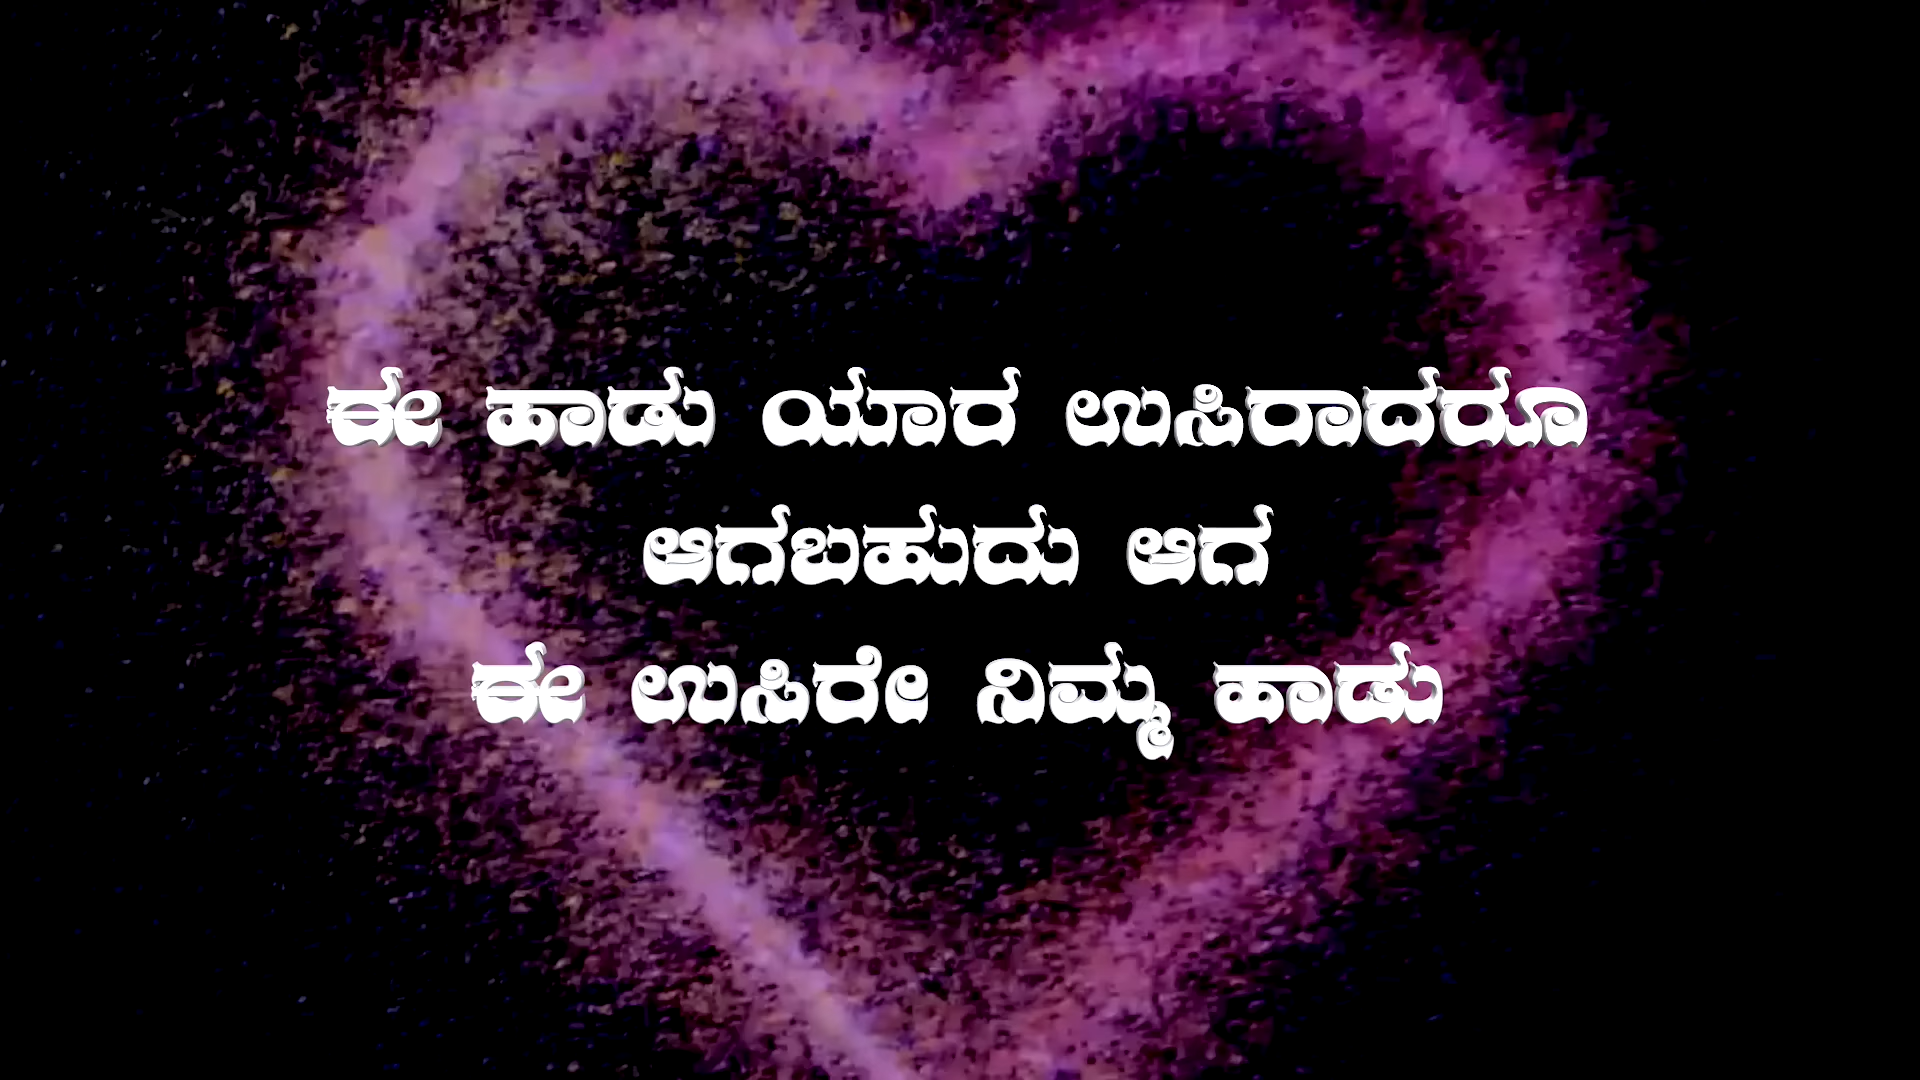 ಈ ಹಾಡು ಯಾರ ಉಸಿರಾದರೂ
ಆಗಬಹುದು ಆಗ
ಈ ಉಸಿರೇ ನಿಮ್ಮ ಹಾಡು